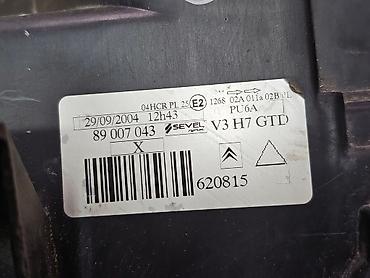 04HCR PL 25 E2 1268 02A 011a 02B PL
29/09/2004 12h43 PU6A
89 007 043 SEVEL V3 H7 GTD
X
620815